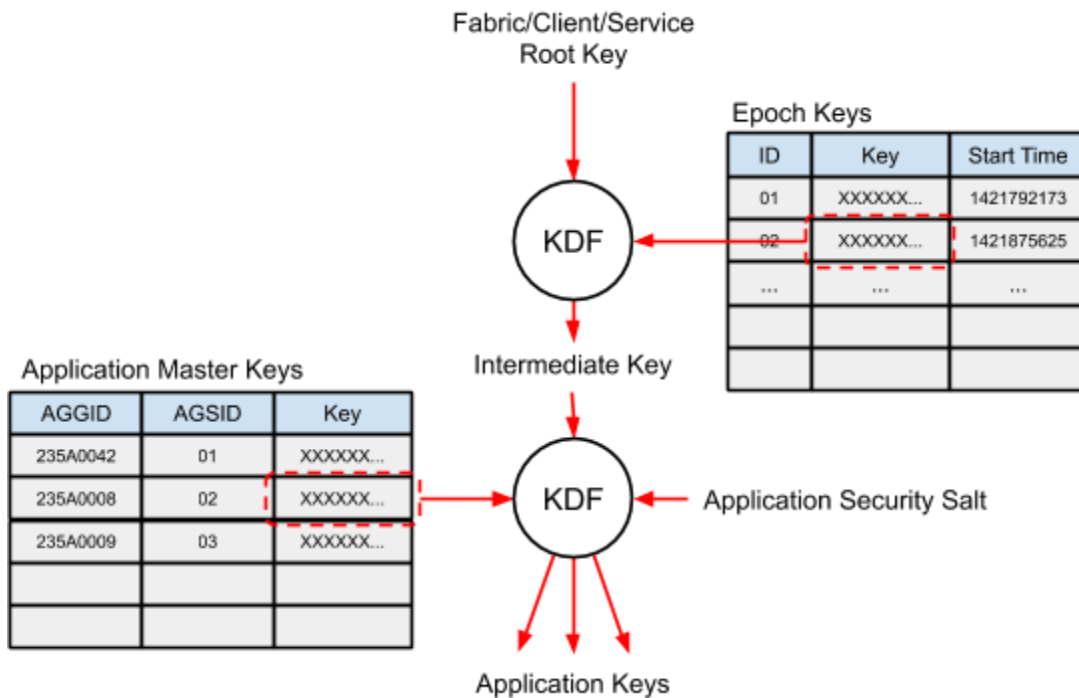 Fabric/Client/Service
Root Key
Epoch Keys
ID Key Start Time
01 XXXXXX... 1421792173
02 XXXXXX... 1421875625
... ... ...
KDF
Intermediate Key
Application Master Keys
AGGID AGSID Key
235A0042 01 XXXXXX...
235A0008 02 XXXXXX...
235A0009 03 XXXXXX...
KDF
Application Security Salt
Application Keys